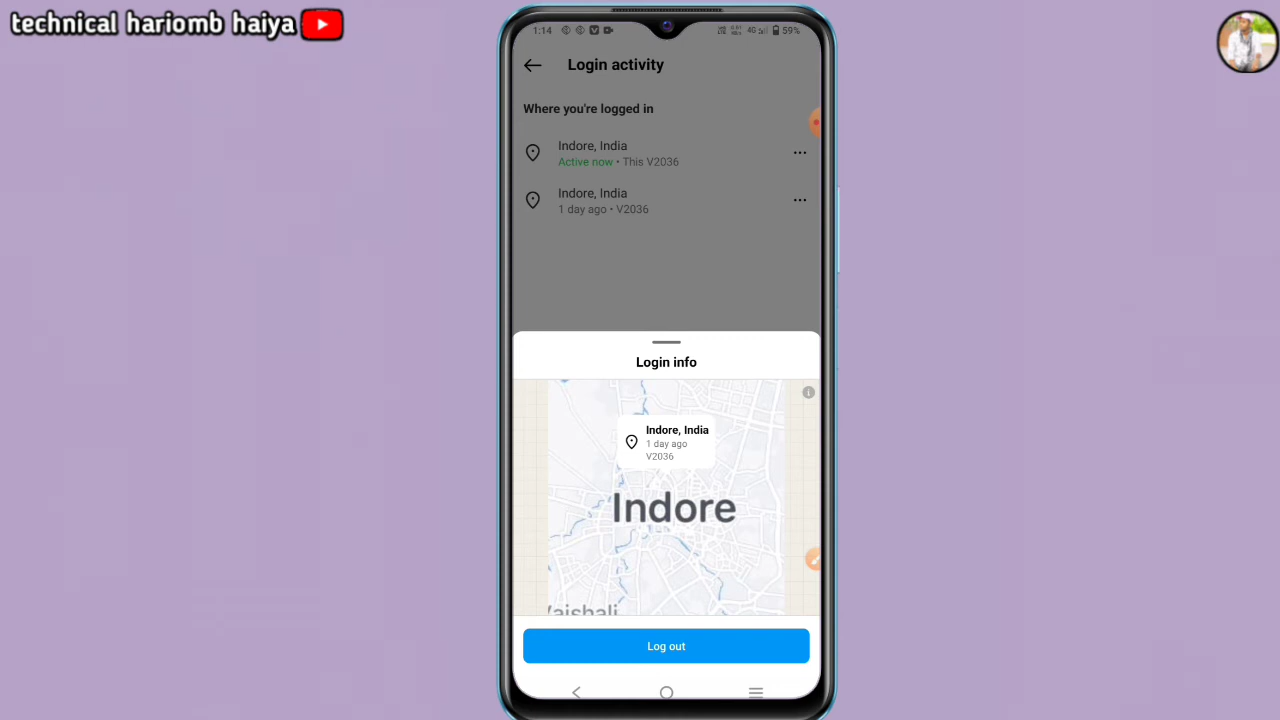 technical hariomb haiya
1:14
4G 59%
Login activity
Where you're logged in
Indore, India
Active now • This V2036
Indore, India
1 day ago • V2036
Login info
Indore, India
1 day ago
V2036
Indore
Vaishali
Log out